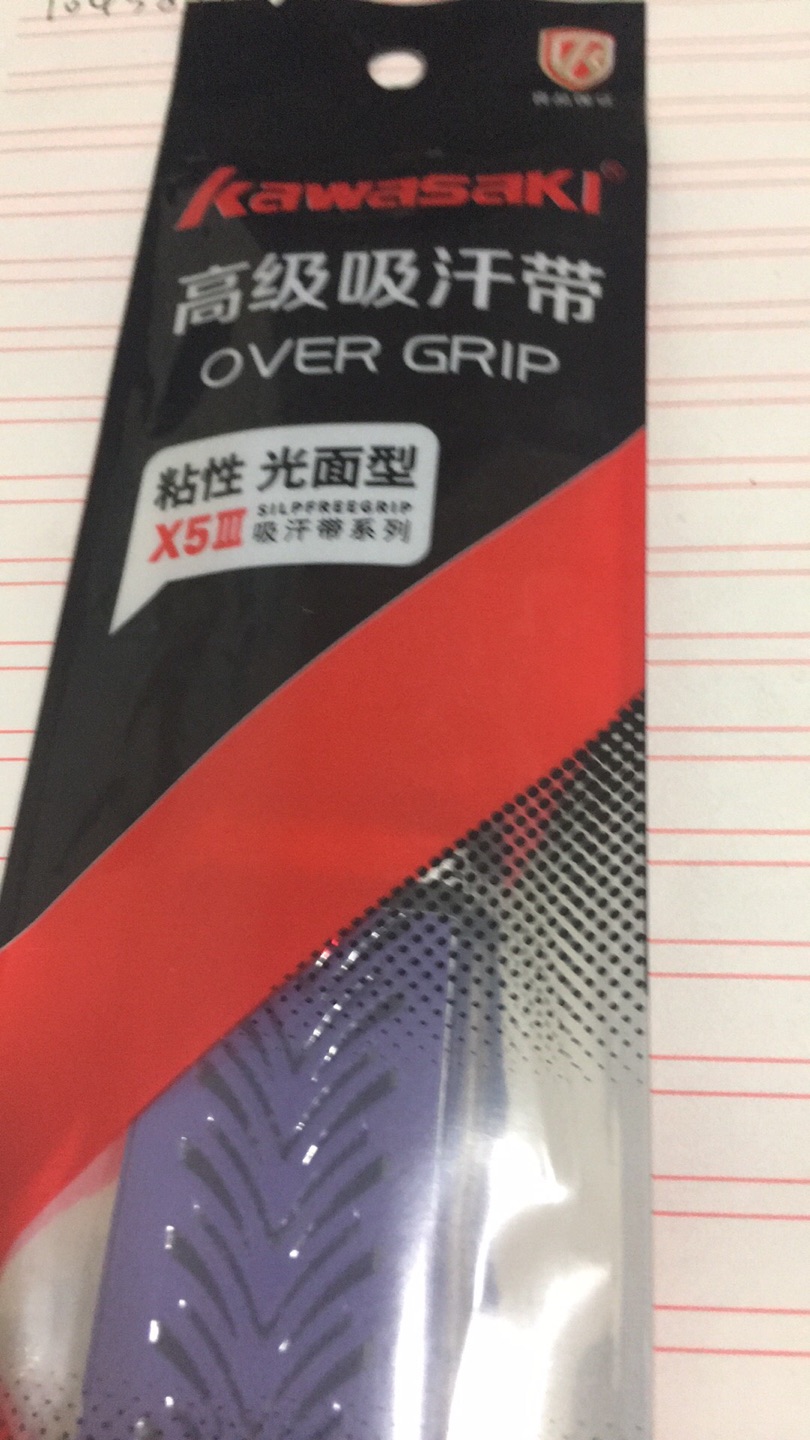 Kawasaki®
高级吸汗带
OVER GRIP
粘性 光面型
X5Ⅲ SILPFREEGRIP
吸汗带系列